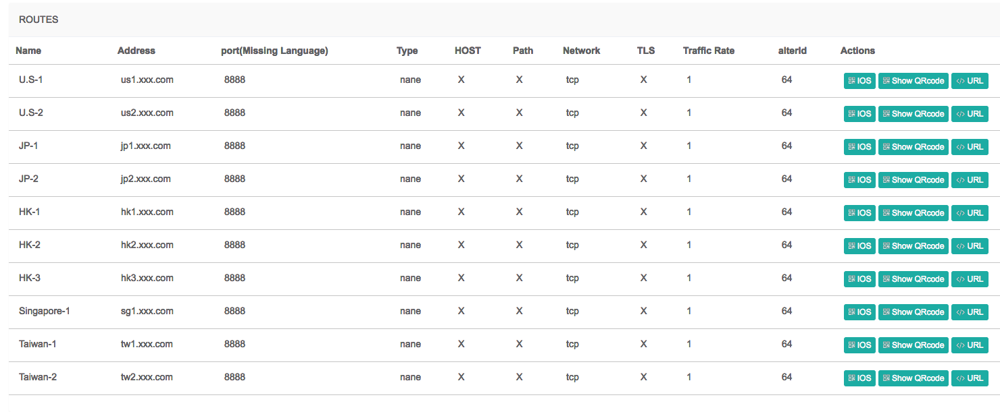 ROUTES
Name Address port(Missing Language) Type HOST Path Network TLS Traffic Rate alterId Actions
U.S-1 us1.xxx.com 8888 nane X X tcp X 1 64 IOS Show QRcode </> URL
U.S-2 us2.xxx.com 8888 nane X X tcp X 1 64 IOS Show QRcode </> URL
JP-1 jp1.xxx.com 8888 nane X X tcp X 1 64 IOS Show QRcode </> URL
JP-2 jp2.xxx.com 8888 nane X X tcp X 1 64 IOS Show QRcode </> URL
HK-1 hk1.xxx.com 8888 nane X X tcp X 1 64 IOS Show QRcode </> URL
HK-2 hk2.xxx.com 8888 nane X X tcp X 1 64 IOS Show QRcode </> URL
HK-3 hk3.xxx.com 8888 nane X X tcp X 1 64 IOS Show QRcode </> URL
Singapore-1 sg1.xxx.com 8888 nane X X tcp X 1 64 IOS Show QRcode </> URL
Taiwan-1 tw1.xxx.com 8888 nane X X tcp X 1 64 IOS Show QRcode </> URL
Taiwan-2 tw2.xxx.com 8888 nane X X tcp X 1 64 IOS Show QRcode </> URL